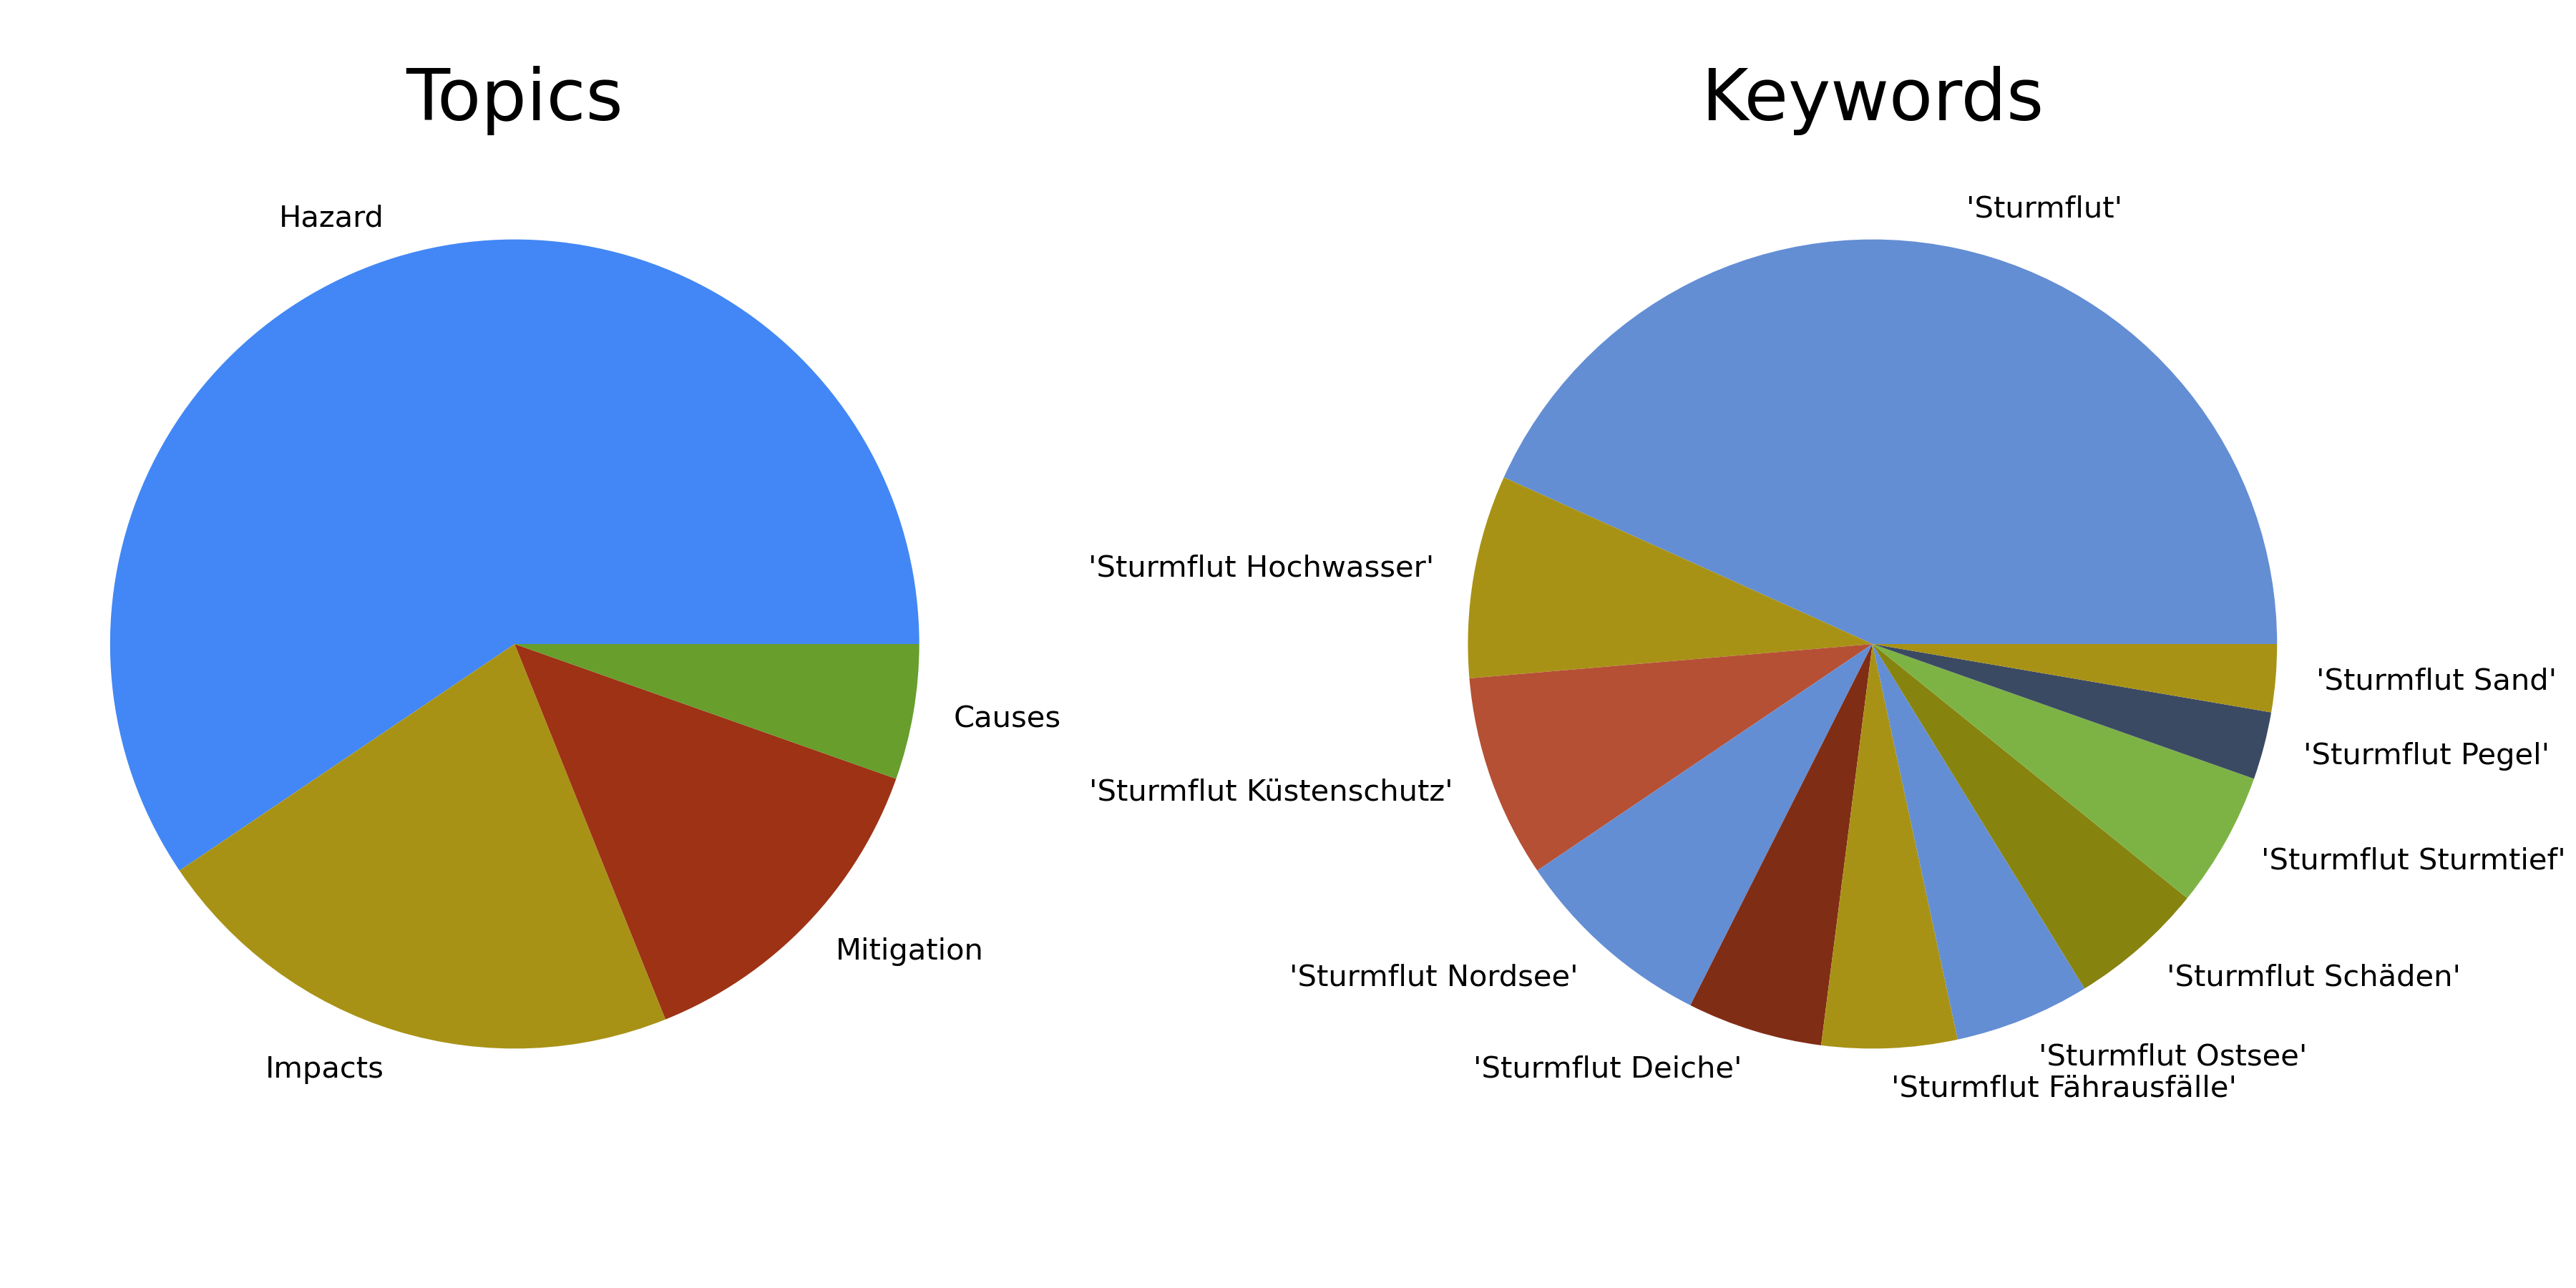 Topics
Hazard
Causes
Mitigation
Impacts
Keywords
'Sturmflut'
'Sturmflut Hochwasser'
'Sturmflut Küstenschutz'
'Sturmflut Nordsee'
'Sturmflut Deiche'
'Sturmflut Fährausfälle'
'Sturmflut Ostsee'
'Sturmflut Schäden'
'Sturmflut Sturmtief'
'Sturmflut Pegel'
'Sturmflut Sand'